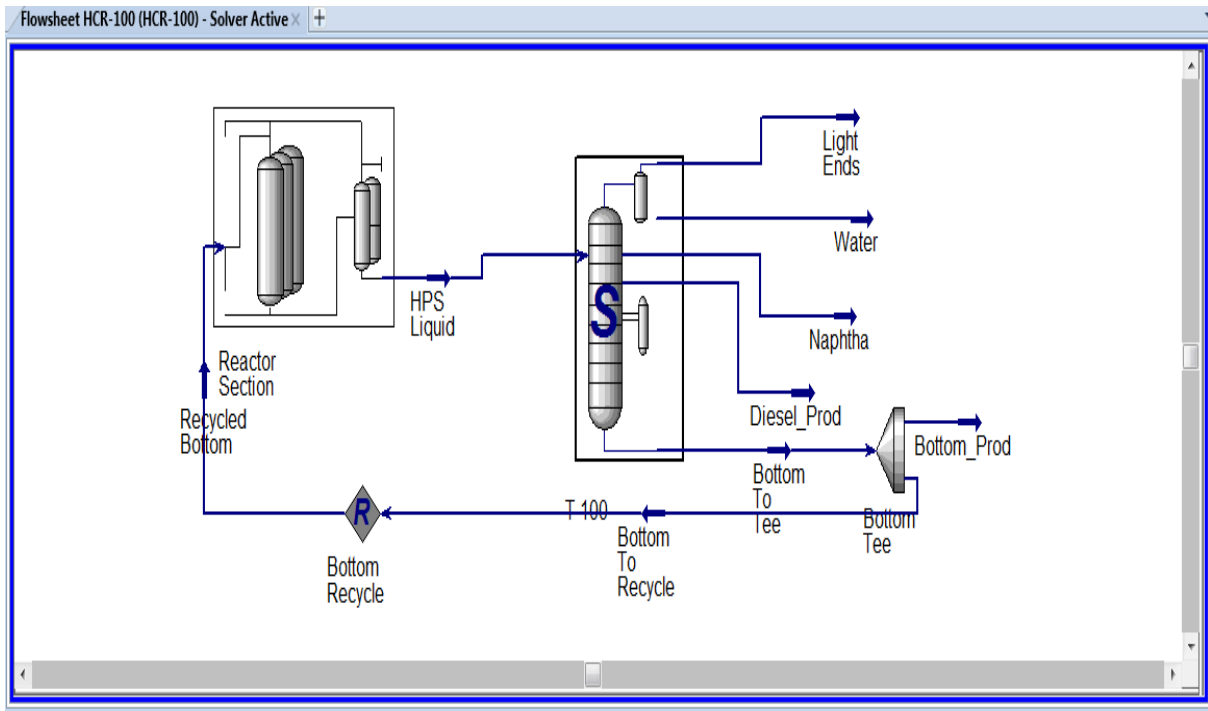 Flowsheet HCR-100 (HCR-100) - Solver Active
Light
Ends
Water
HPS
Liquid
S
Naphtha
Reactor
Section
Recycled
Bottom
Diesel_Prod
Bottom_Prod
Bottom
To
Tee
R
T-100
Bottom
Tee
Bottom
To
Recycle
Bottom
Recycle